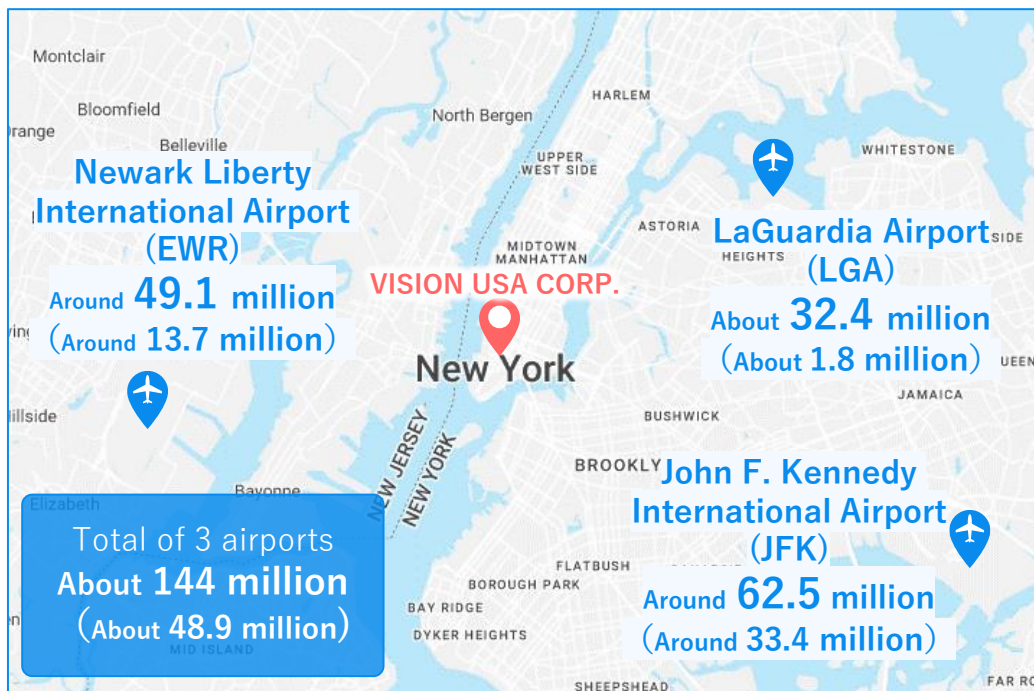 Montclair
Bloomfield
Orange
Belleville
North Bergen
HARLEM
WHITESTONE
UPPER
WEST SIDE
Newark Liberty
International Airport
(EWR)
Around 49.1 million
(Around 13.7 million)
ASTORIA
MIDTOWN
MANHATTAN
HEIGHTS
SIDE
LaGuardia Airport
(LGA)
About 32.4 million
(About 1.8 million)
VISION USA CORP.
New York
Hillside
JAMAICA
BUSHWICK
BROOKLY
NEW JERSEY
NEW YORK
John F. Kennedy
International Airport
(JFK)
Around 62.5 million
(Around 33.4 million)
Elizabeth
Bayonne
Total of 3 airports
About 144 million
(About 48.9 million)
MID ISLAND
FLATBUSH
BOROUGH PARK
BAY RIDGE
DYKER HEIGHTS
SHEEPSHEAD
FAR RO